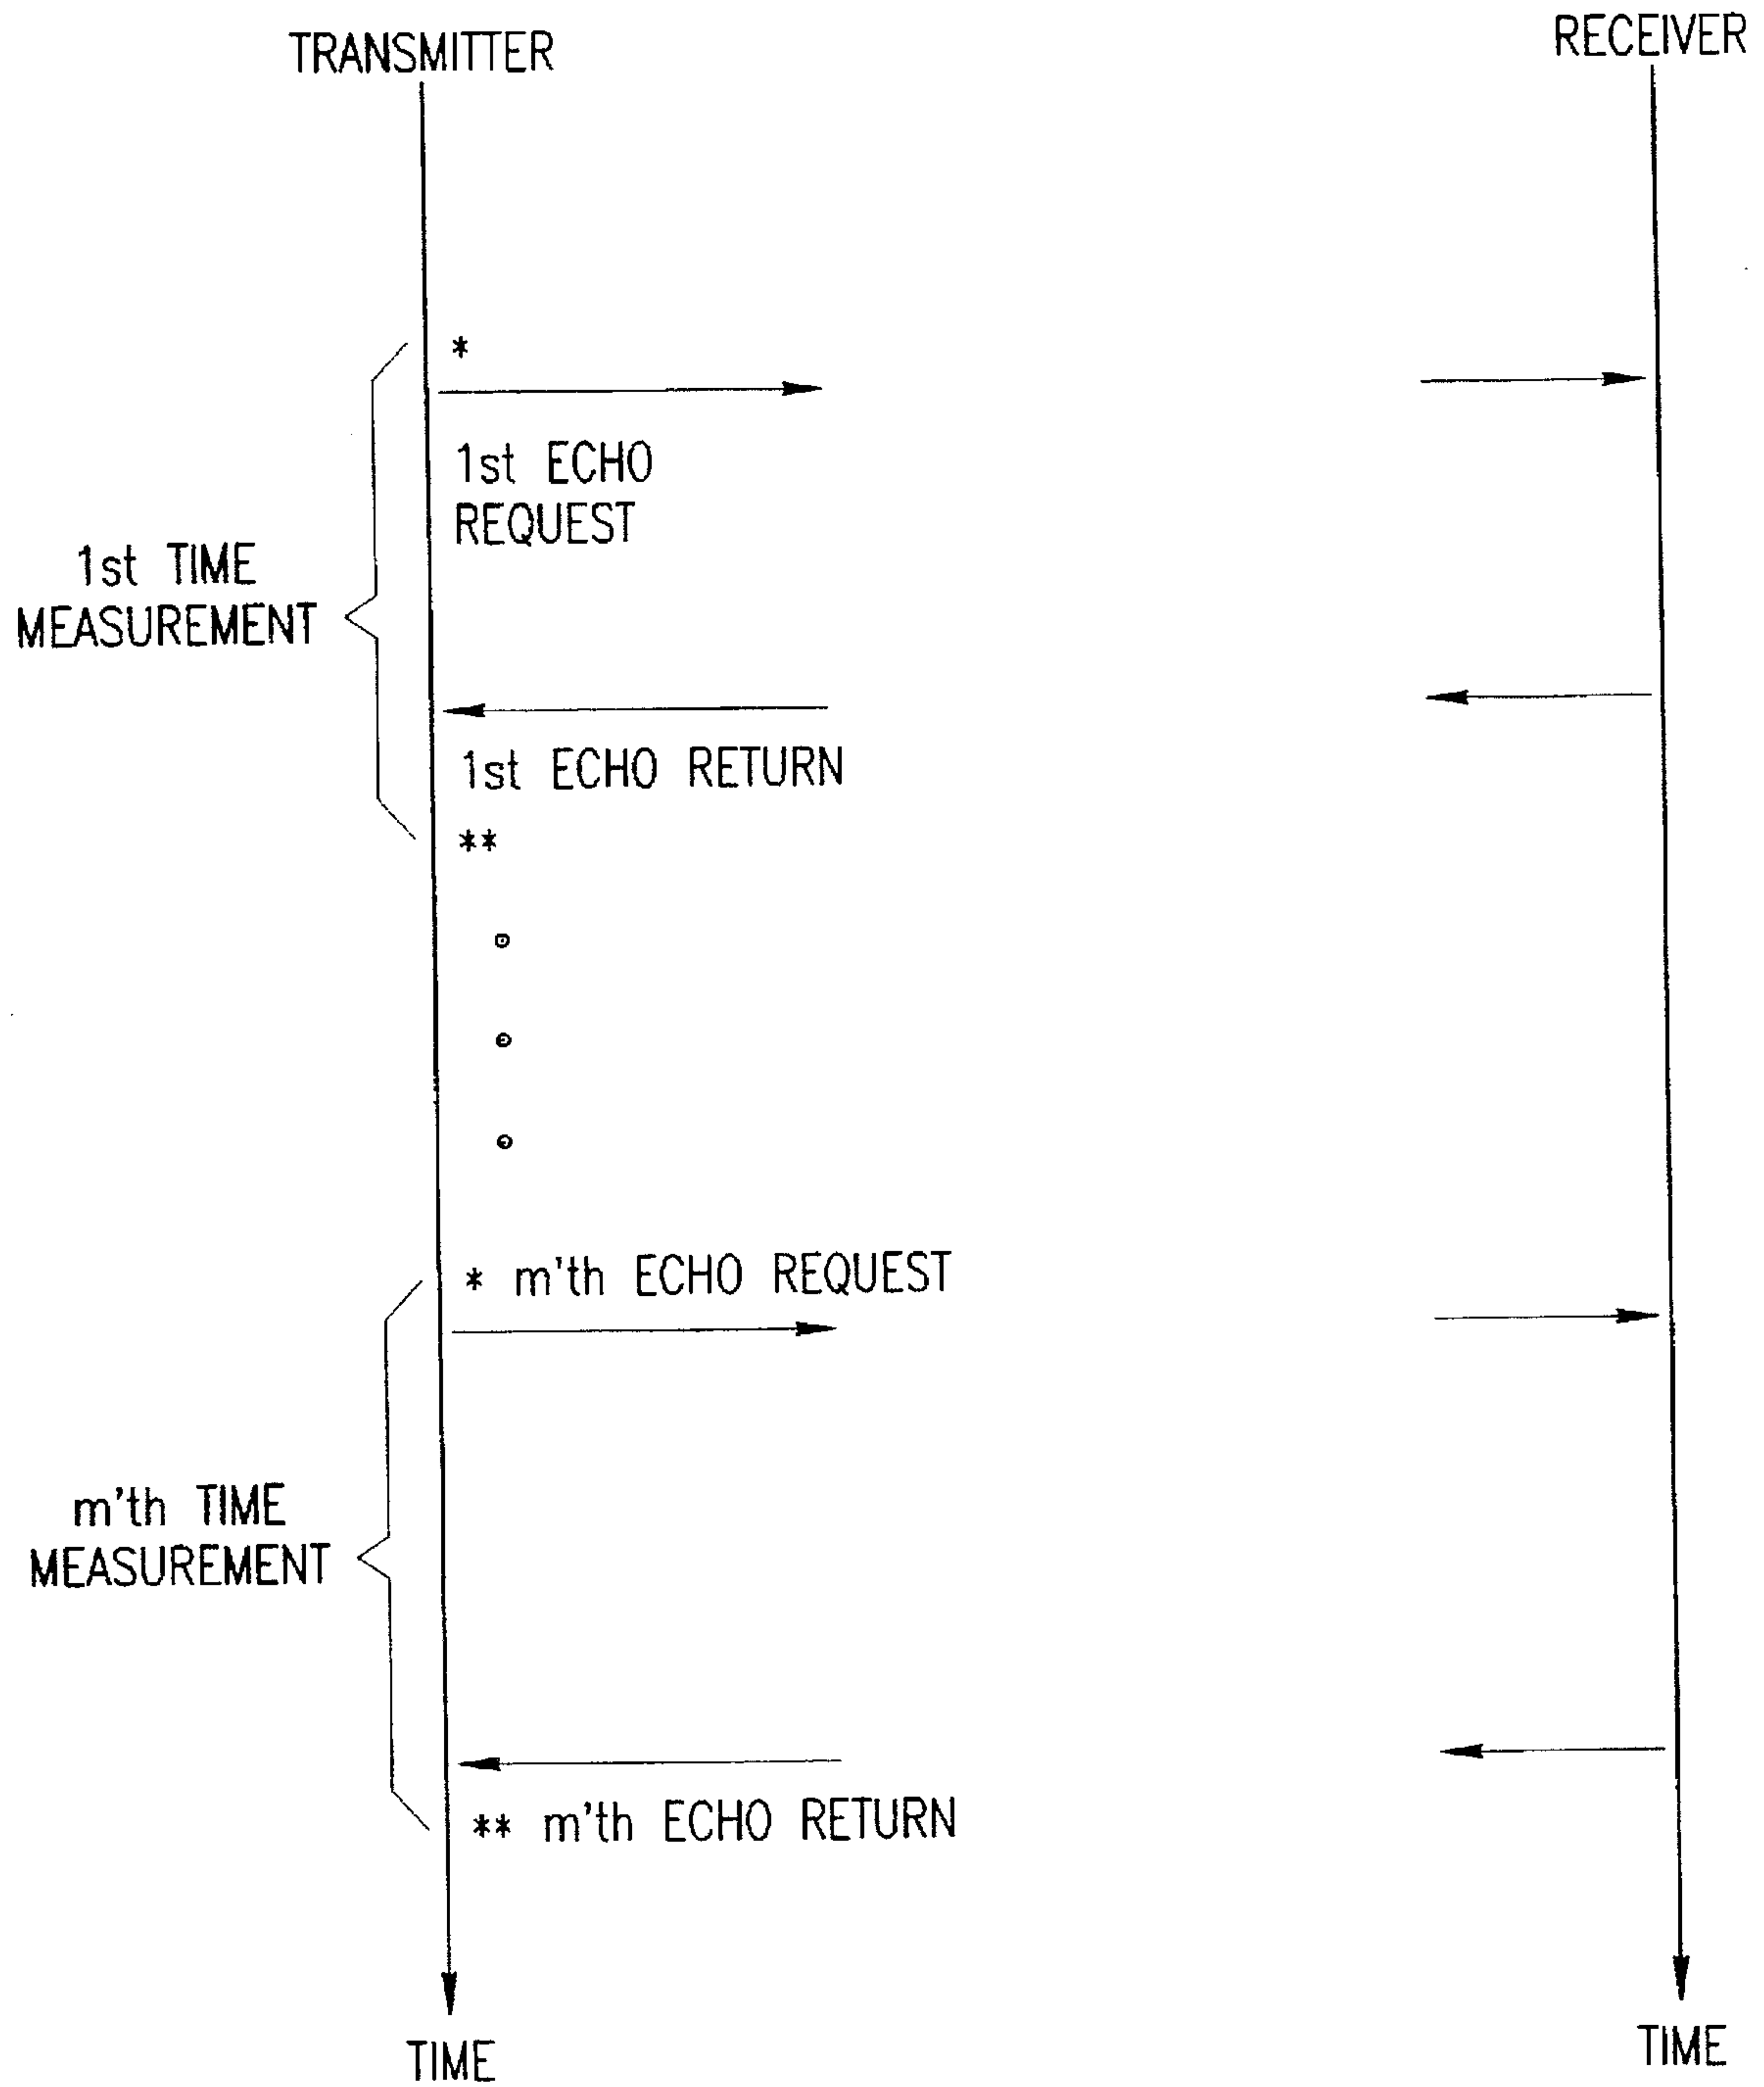 TRANSMITTER
RECEIVER
*
1st ECHO
REQUEST
1st TIME
MEASUREMENT
1st ECHO RETURN
**
* m'th ECHO REQUEST
m'th TIME
MEASUREMENT
** m'th ECHO RETURN
TIME
TIME